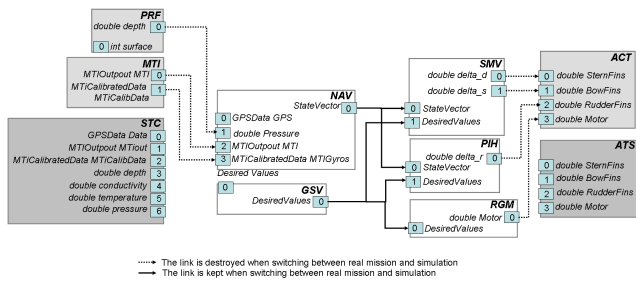 PRF
double depth 0
0 int surface
MTI
MTIOutpout MTI 0
MTiCalibratedData 1
MTiCalibData
STC
GPSData Data 0
MTIOutpout MTiout 1
MTiCalibratedData MTiCalibData 2
double depth 3
double conductivity 4
double temperature 5
double pressure 6
NAV
StateVector 0
0 GPSData GPS
1 double Pressure
2 MTIOutput MTI
3 MTiCalibratedData MTIGyros
Desired Values
0 GSV
DesiredValues 0
SMV
double delta_d 0
double delta_s 1
0 StateVector
1 DesiredValues
PIH
double delta_r 0
0 StateVector
1 DesiredValues
RGM
double Motor 0
0 DesiredValues
ACT
0 double SternFins
1 double BowFins
2 double RudderFins
3 double Motor
ATS
0 double SternFins
1 double BowFins
2 double RudderFins
3 double Motor
The link is destroyed when switching between real mission and simulation
The link is kept when switching between real mission and simulation